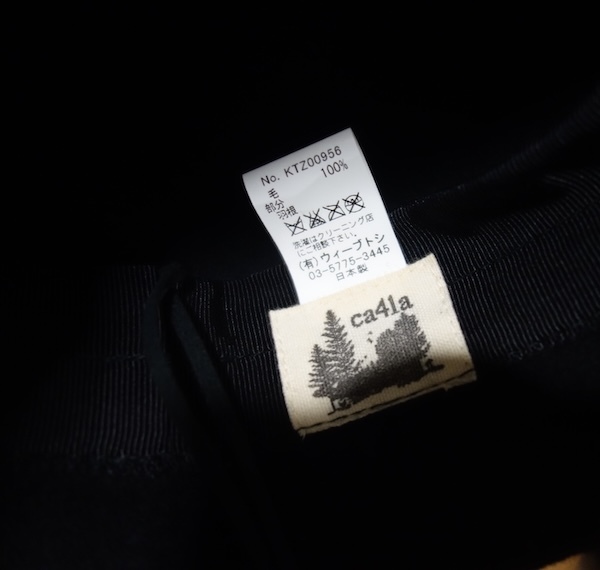 No. KTZ00956
毛 100%
部分
羽根
洗濯はクリーニング店
にご相談下さい
(有)ウィーブトシ
03-5775-3445
日本製
ca4la